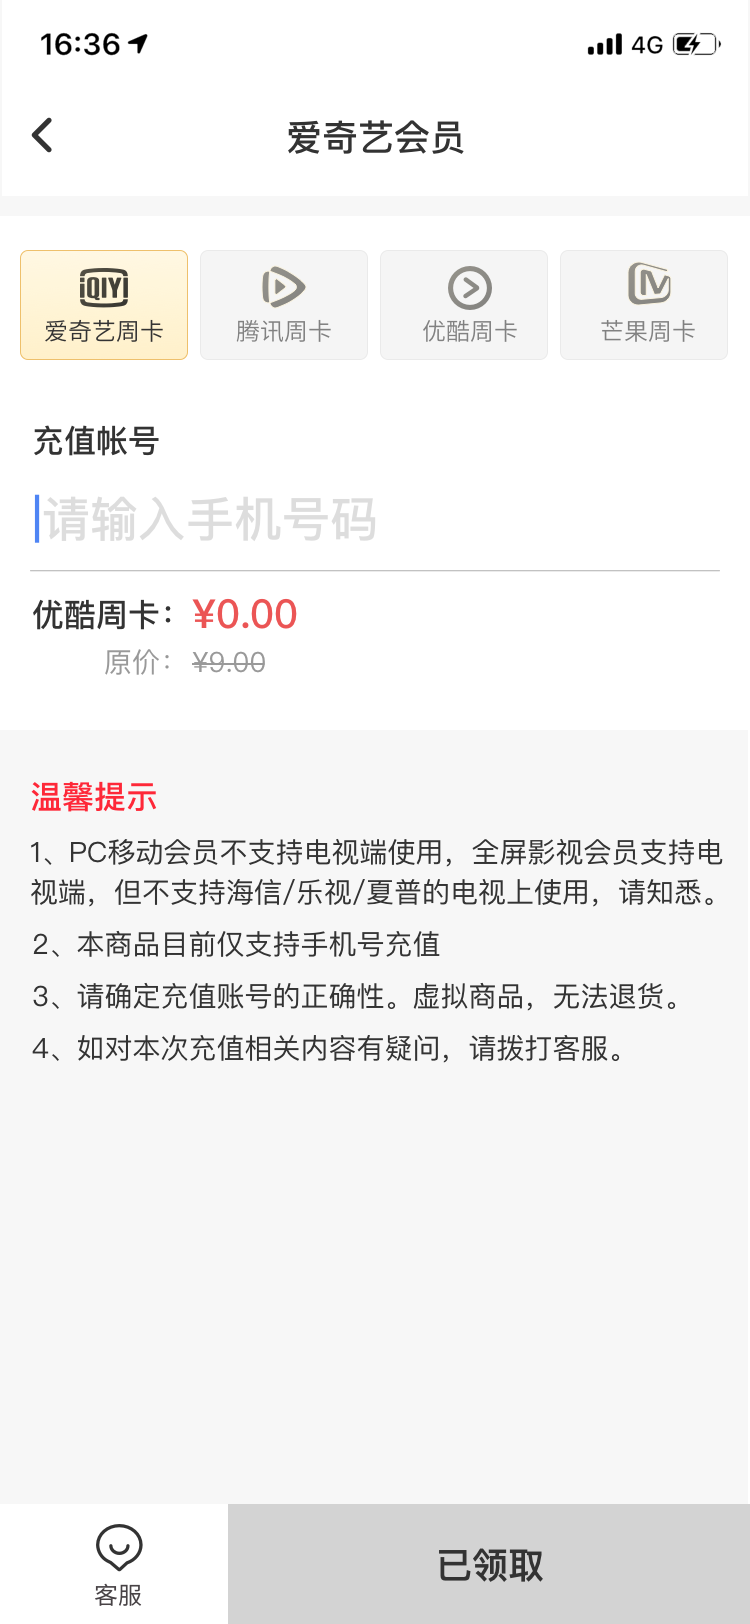 16:36
4G
爱奇艺会员
iQIYI
爱奇艺周卡
腾讯周卡
优酷周卡
芒果周卡
充值帐号
请输入手机号码
优酷周卡：¥0.00
原价：¥9.00
温馨提示
1、PC移动会员不支持电视端使用，全屏影视会员支持电
视端，但不支持海信/乐视/夏普的电视上使用，请知悉。
2、本商品目前仅支持手机号充值
3、请确定充值账号的正确性。虚拟商品，无法退货。
4、如对本次充值相关内容有疑问，请拨打客服。
客服
已领取